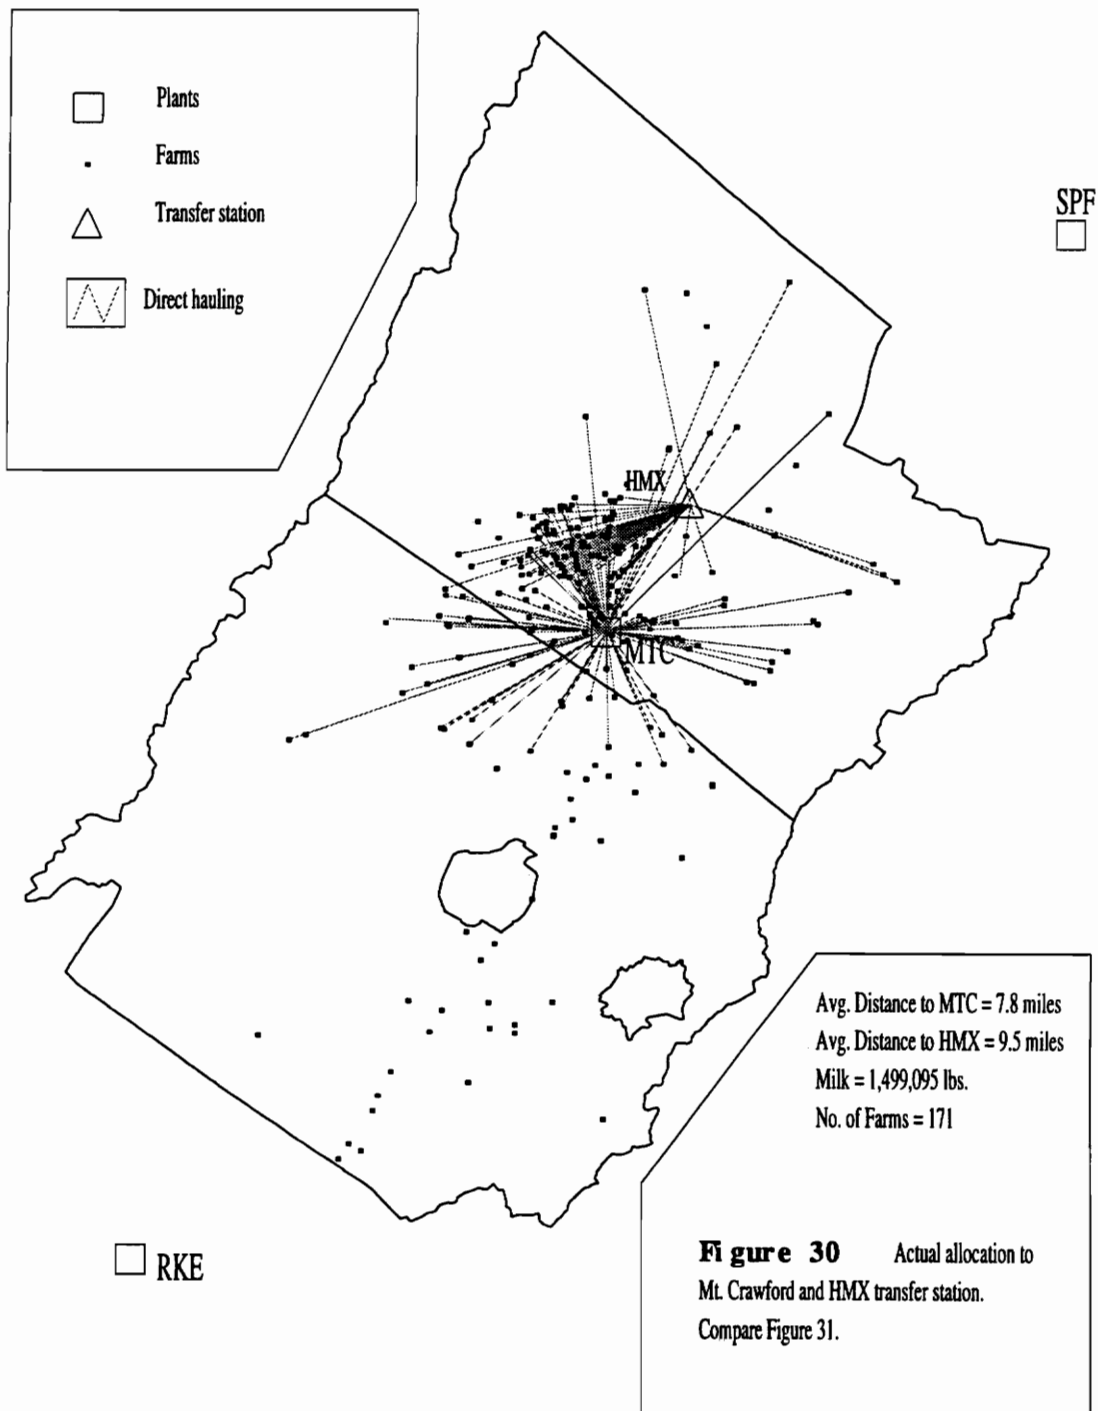 Plants
Farms
Transfer station
Direct hauling
SPF
HMX
MTC
Avg. Distance to MTC = 7.8 miles
Avg. Distance to HMX = 9.5 miles
Milk = 1,499,095 lbs.
No. of Farms = 171
RKE
Figure 30 Actual allocation to
Mt. Crawford and HMX transfer station.
Compare Figure 31.